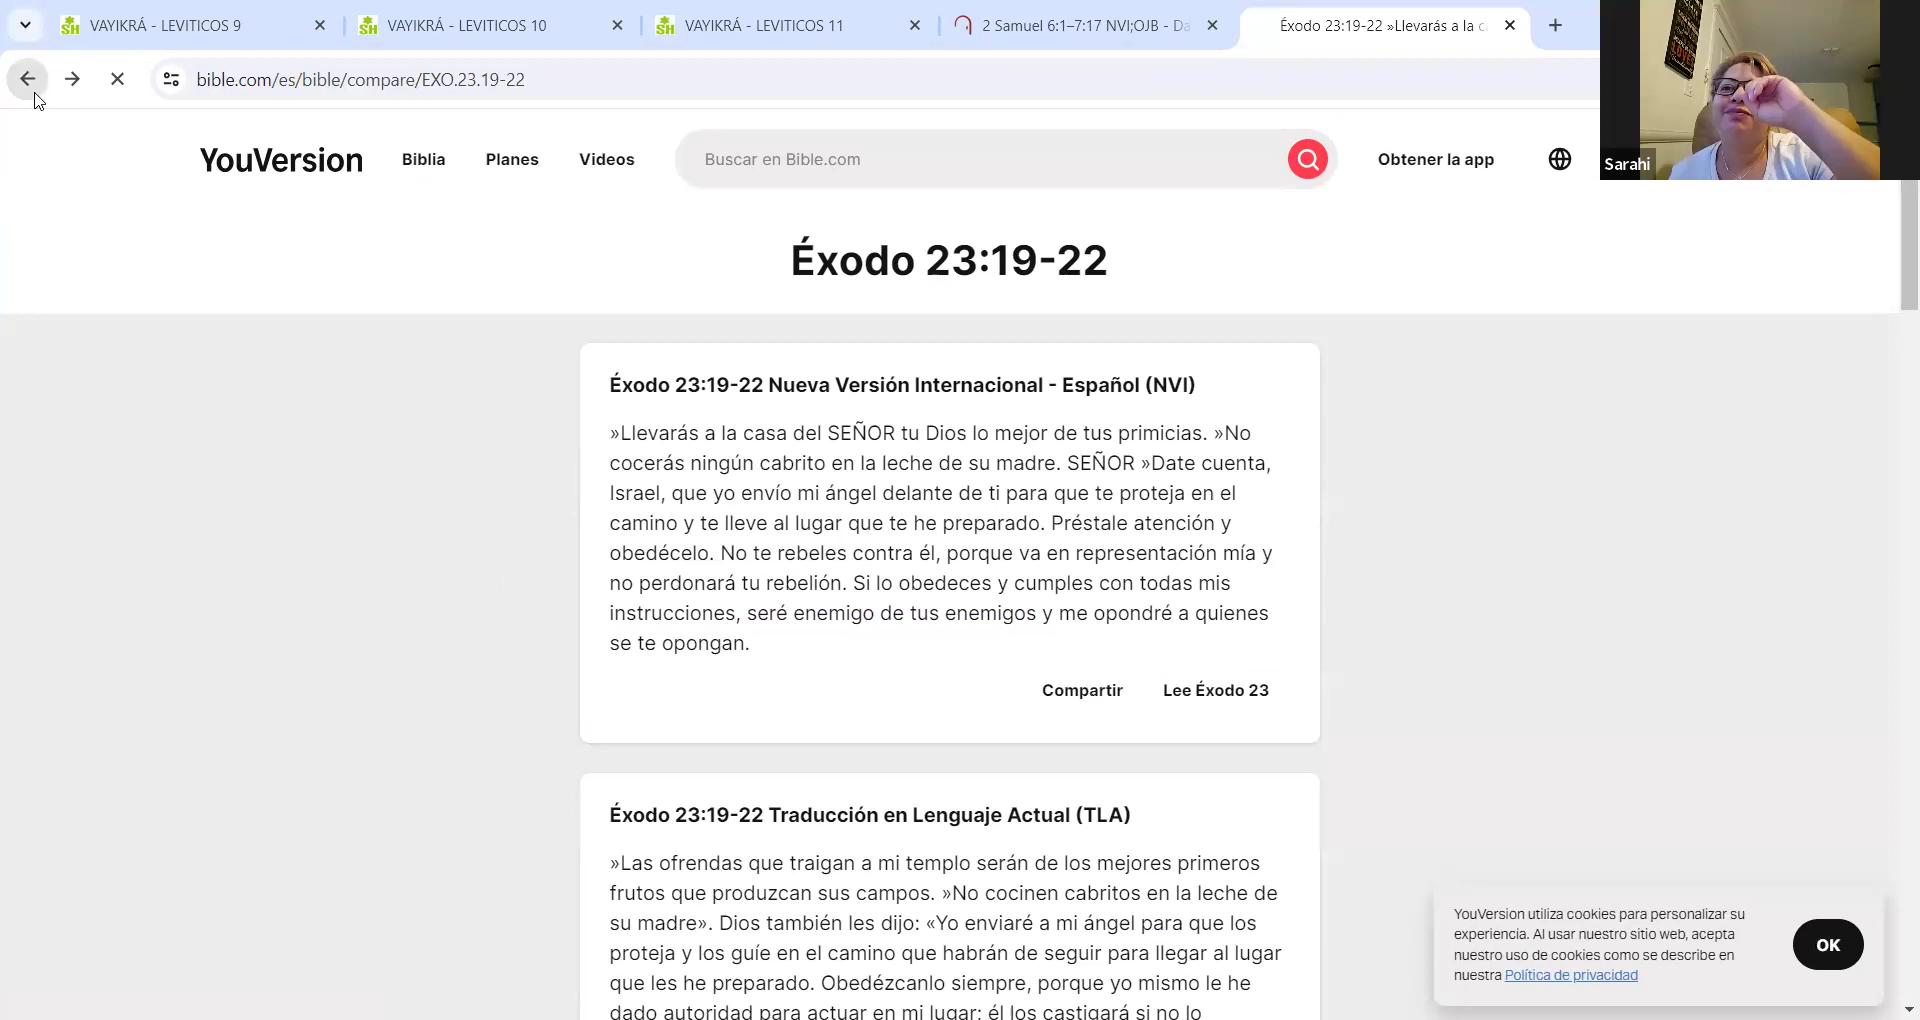 VAYIKRÁ - LEVITICOS 9
VAYIKRÁ - LEVITICOS 10
VAYIKRÁ - LEVITICOS 11
2 Samuel 6:1–7:17 NVI;OJB - Da
Éxodo 23:19-22 »Llevarás a la c
bible.com/es/bible/compare/EXO.23.19-22
Sarahi
YouVersion
Biblia
Planes
Videos
Buscar en Bible.com
Obtener la app
Éxodo 23:19-22
Éxodo 23:19-22 Nueva Versión Internacional - Español (NVI)
»Llevarás a la casa del SEÑOR tu Dios lo mejor de tus primicias. »No
cocerás ningún cabrito en la leche de su madre. SEÑOR »Date cuenta,
Israel, que yo envío mi ángel delante de ti para que te proteja en el
camino y te lleve al lugar que te he preparado. Préstale atención y
obedécelo. No te rebeles contra él, porque va en representación mía y
no perdonará tu rebelión. Si lo obedeces y cumples con todas mis
instrucciones, seré enemigo de tus enemigos y me opondré a quienes
se te opongan.
Compartir
Lee Éxodo 23
Éxodo 23:19-22 Traducción en Lenguaje Actual (TLA)
»Las ofrendas que traigan a mi templo serán de los mejores primeros
frutos que produzcan sus campos. »No cocinen cabritos en la leche de
su madre». Dios también les dijo: «Yo enviaré a mi ángel para que los
proteja y los guíe en el camino que habrán de seguir para llegar al lugar
que les he preparado. Obedézcanlo siempre, porque yo mismo le he
dado autoridad para actuar en mi lugar; él los castigará si no lo
YouVersion utiliza cookies para personalizar su
experiencia. Al usar nuestro sitio web, acepta
nuestro uso de cookies como se describe en
nuestra Política de privacidad
OK